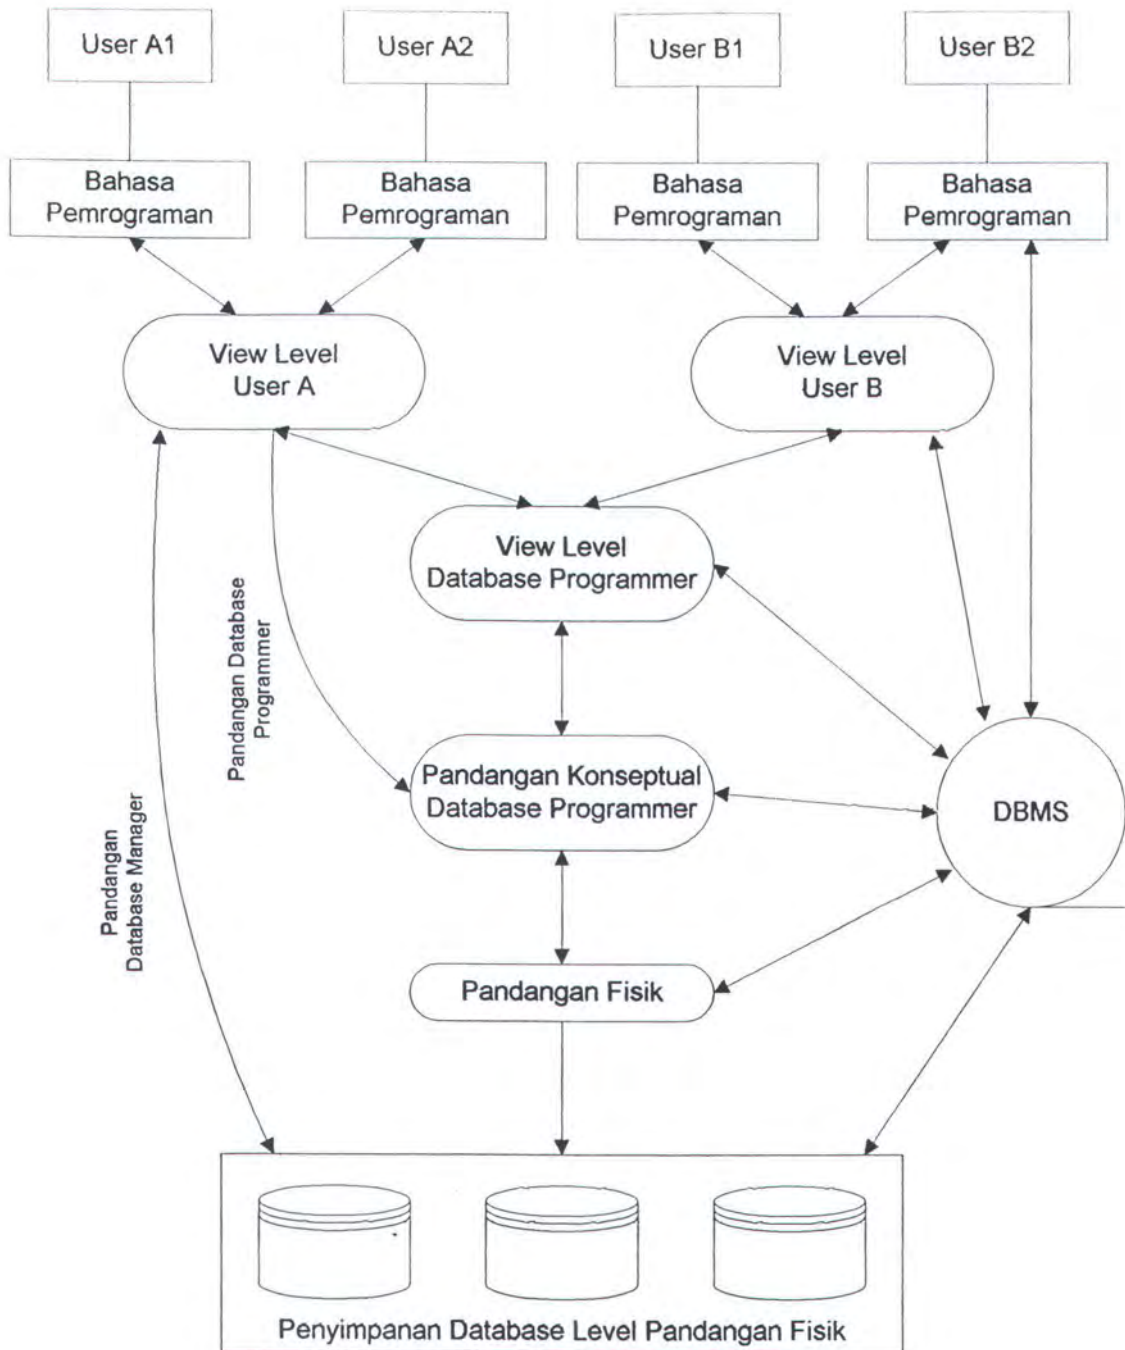 User A1
User A2
User B1
User B2
Bahasa
Pemrograman
Bahasa
Pemrograman
Bahasa
Pemrograman
Bahasa
Pemrograman
View Level
User A
View Level
User B
View Level
Database Programmer
Pandangan Database
Programmer
Pandangan Konseptual
Database Programmer
DBMS
Pandangan
Database Manager
Pandangan Fisik
Penyimpanan Database Level Pandangan Fisik